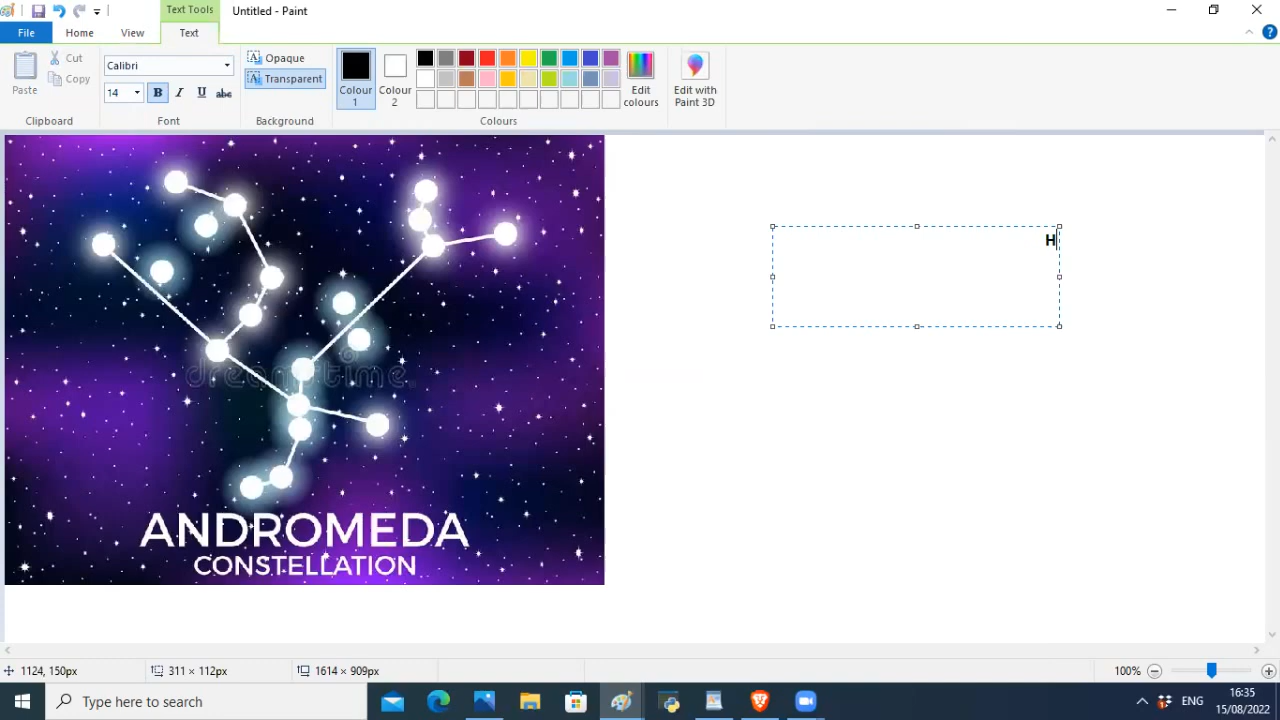 Text Tools
Untitled - Paint
File
Home
View
Text
Paste
Cut
Copy
Clipboard
Calibri
14
B
I
U
abc
Font
Opaque
Transparent
Background
Colour 1
Colour 2
Edit colours
Colours
Edit with Paint 3D
H
dreamstime.
ANDROMEDA
CONSTELLATION
1124, 150px
311 × 112px
1614 × 909px
100%
Type here to search
ENG
16:35
15/08/2022